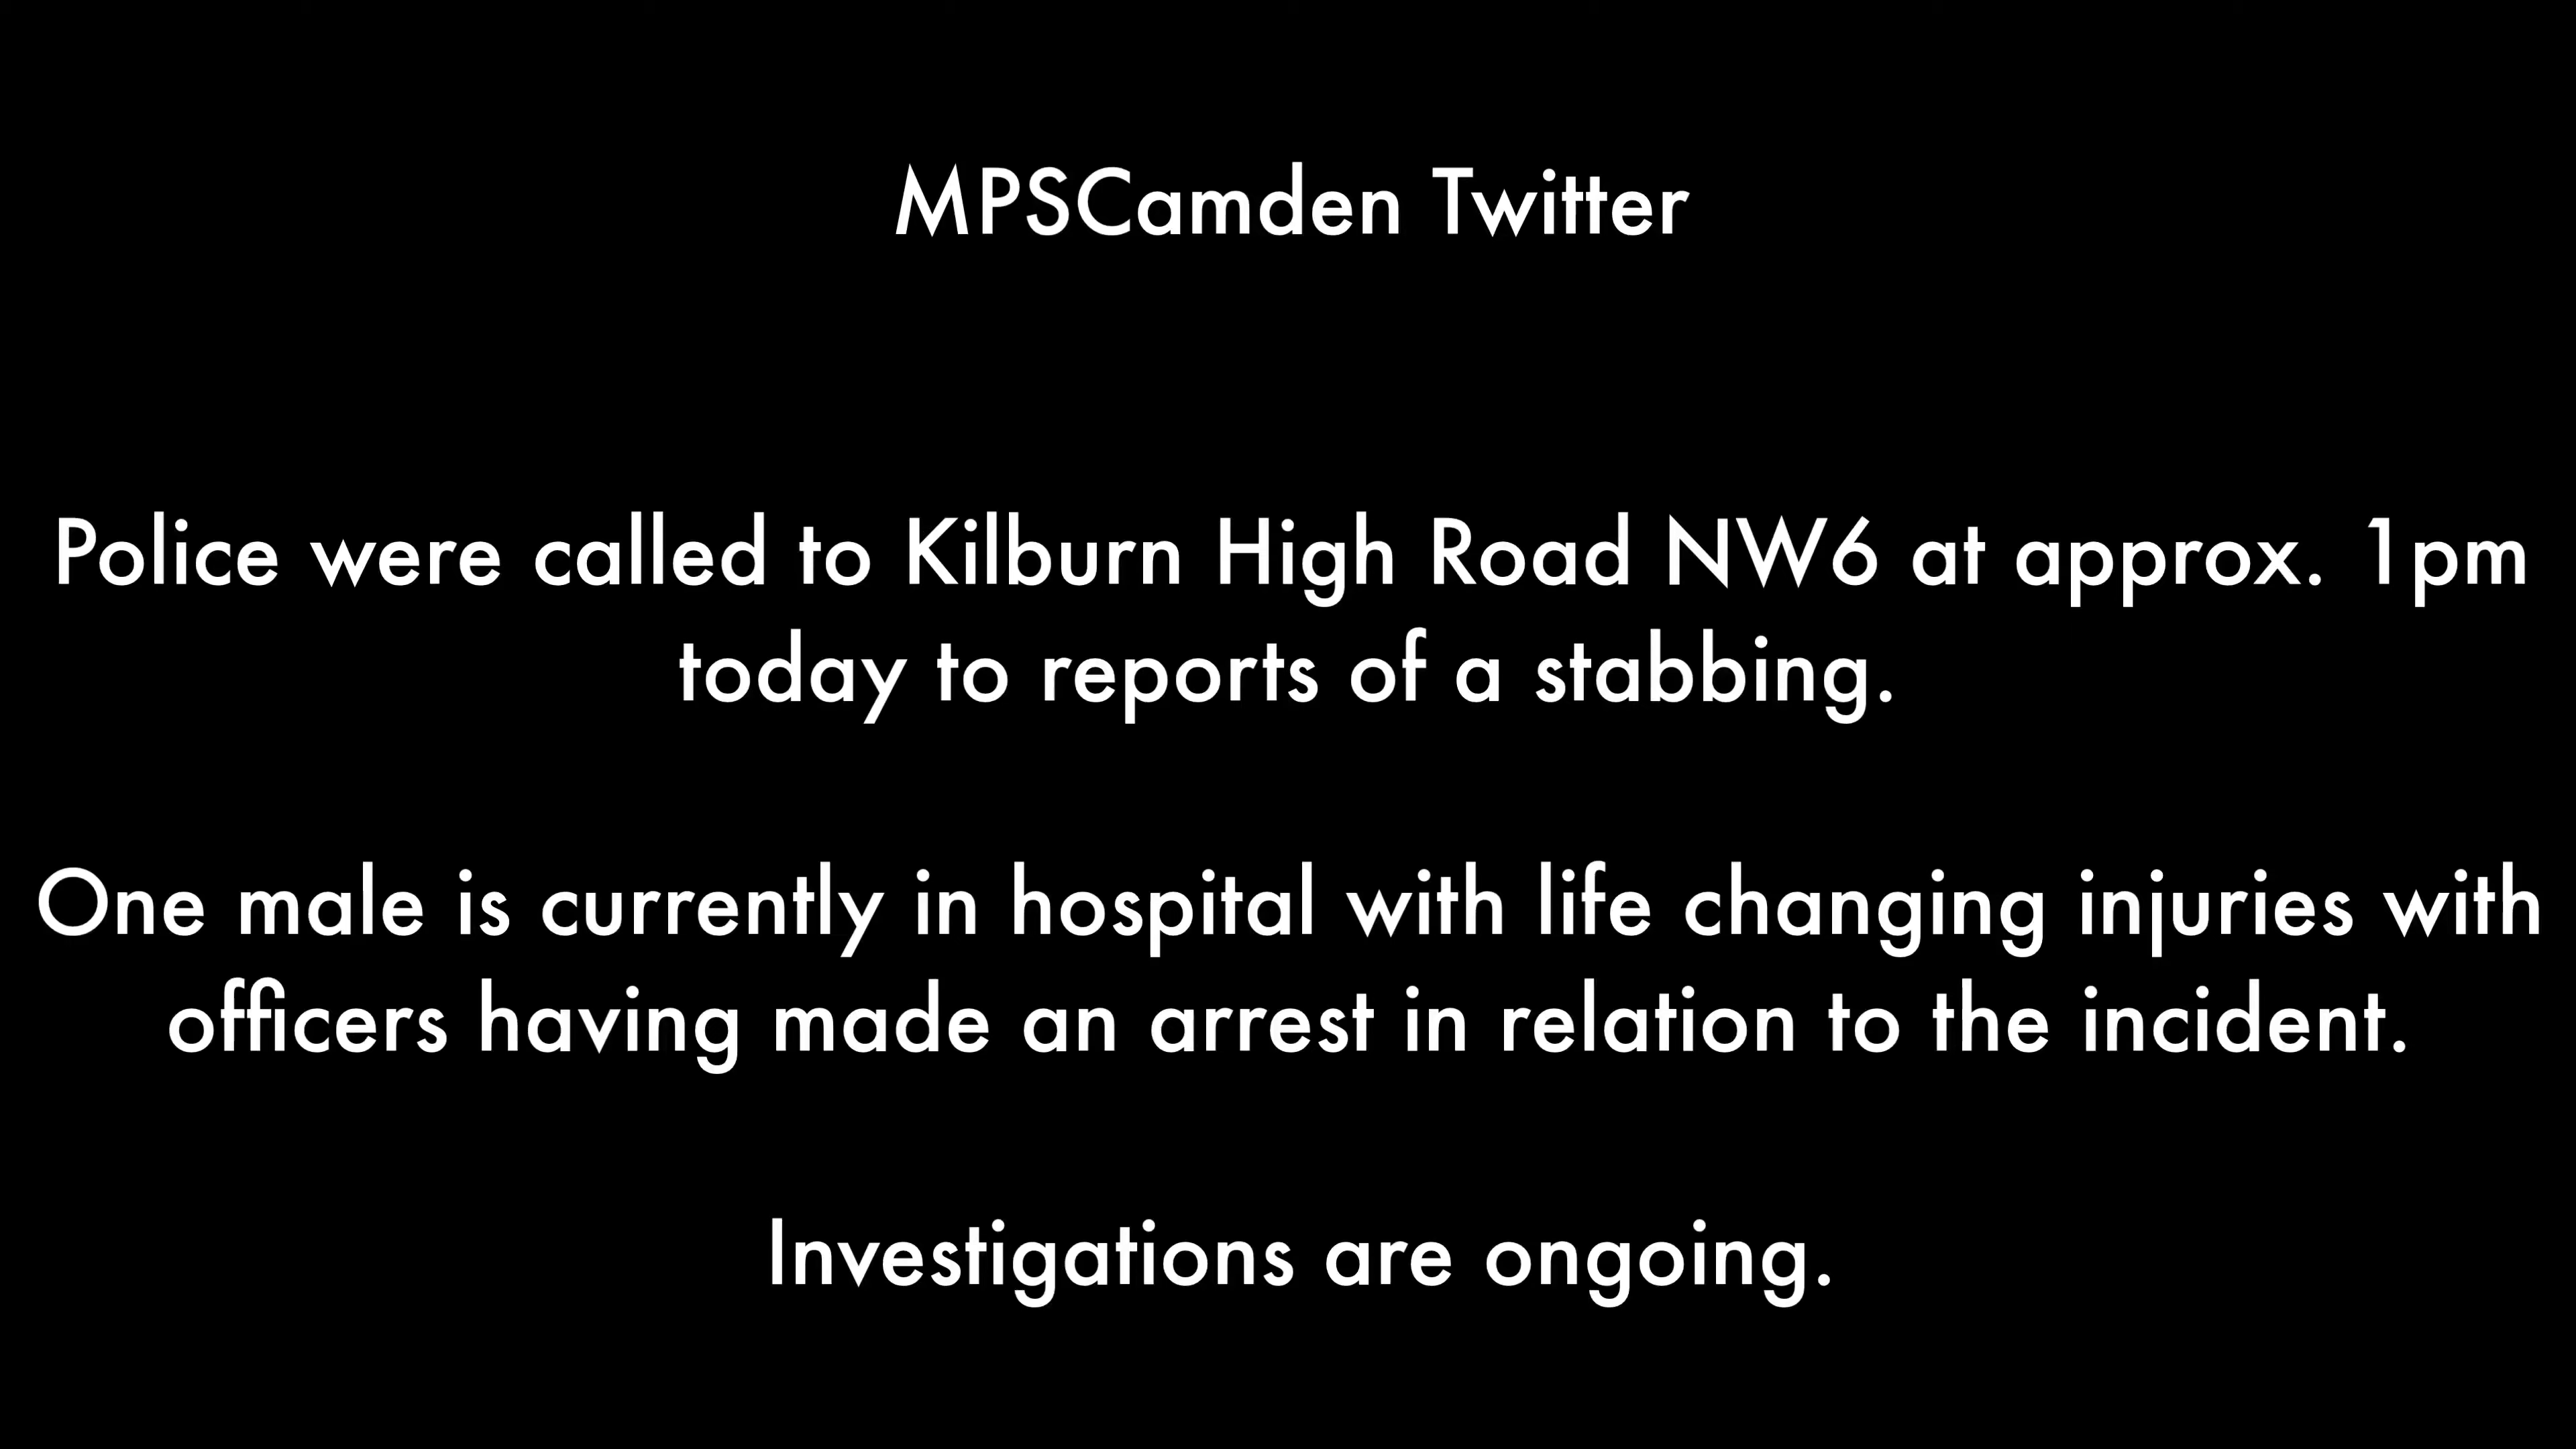 MPSCamden Twitter
Police were called to Kilburn High Road NW6 at approx. 1pm
today to reports of a stabbing.
One male is currently in hospital with life changing injuries with
officers having made an arrest in relation to the incident.
Investigations are ongoing.